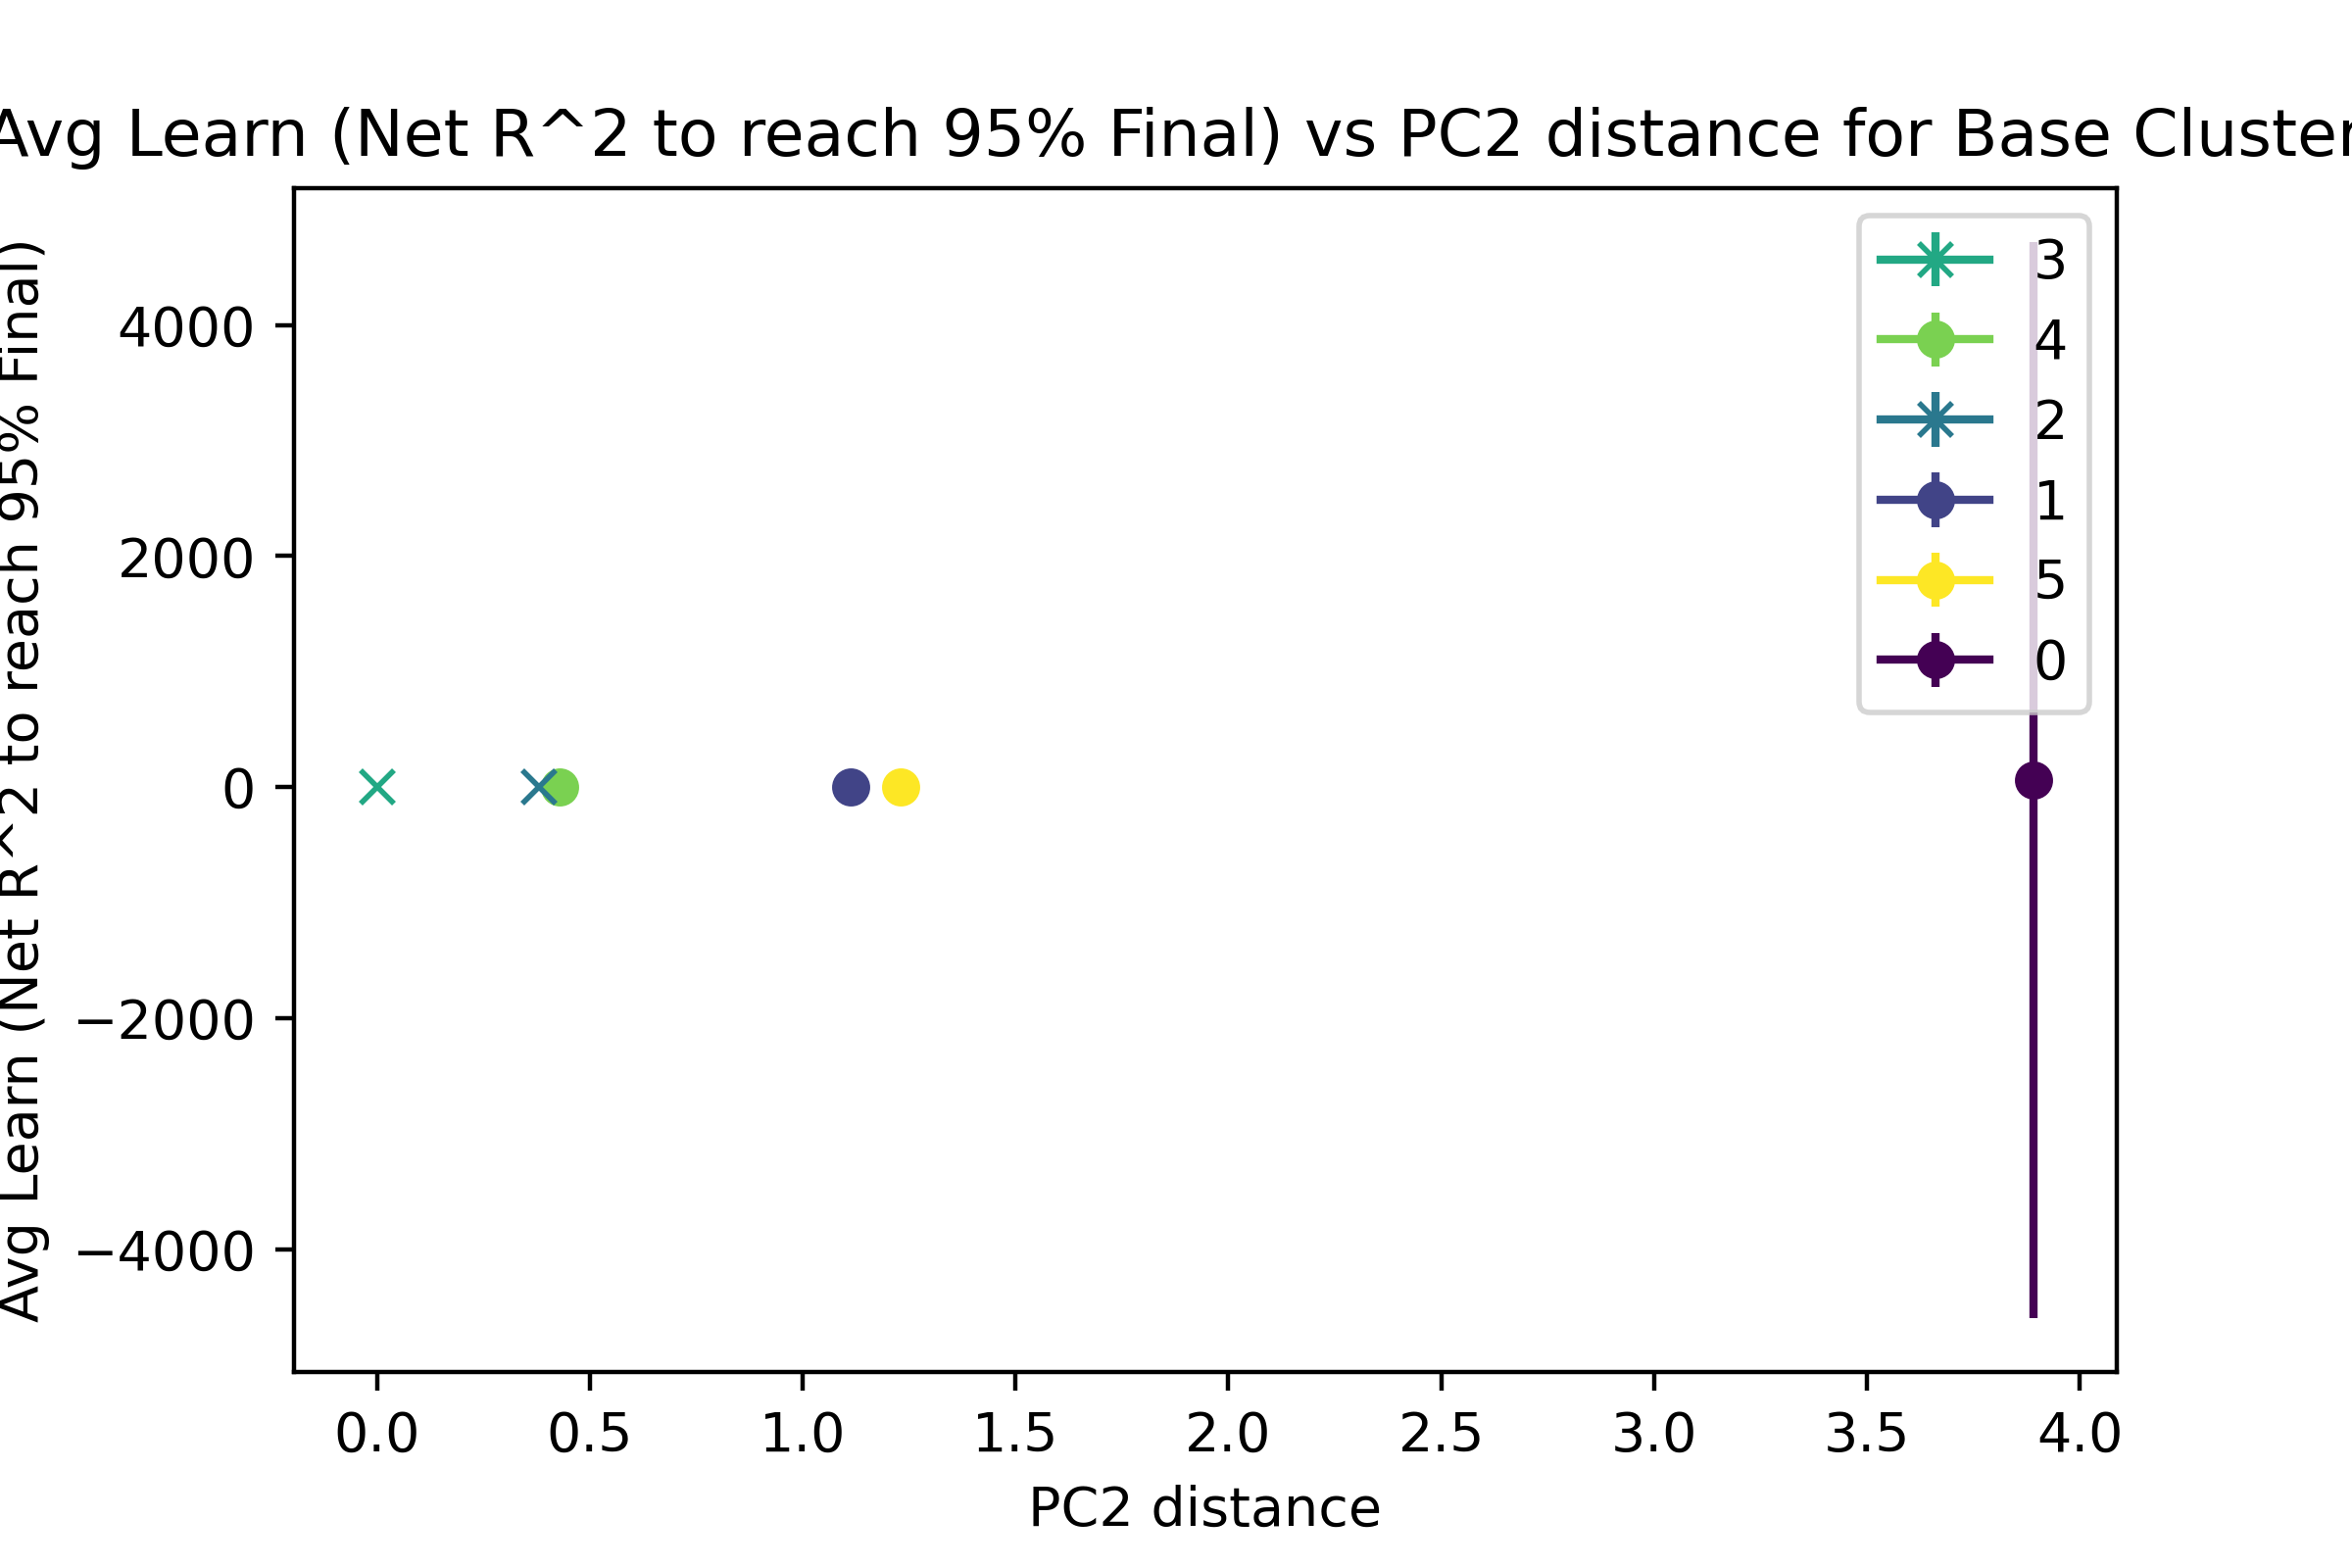 Avg Learn (Net R^2 to reach 95% Final) vs PC2 distance for Base Cluster
Avg Learn (Net R^2 to reach 95% Final)
4000
2000
0
−2000
−4000
3
4
2
1
5
0
0.0 0.5 1.0 1.5 2.0 2.5 3.0 3.5 4.0
PC2 distance